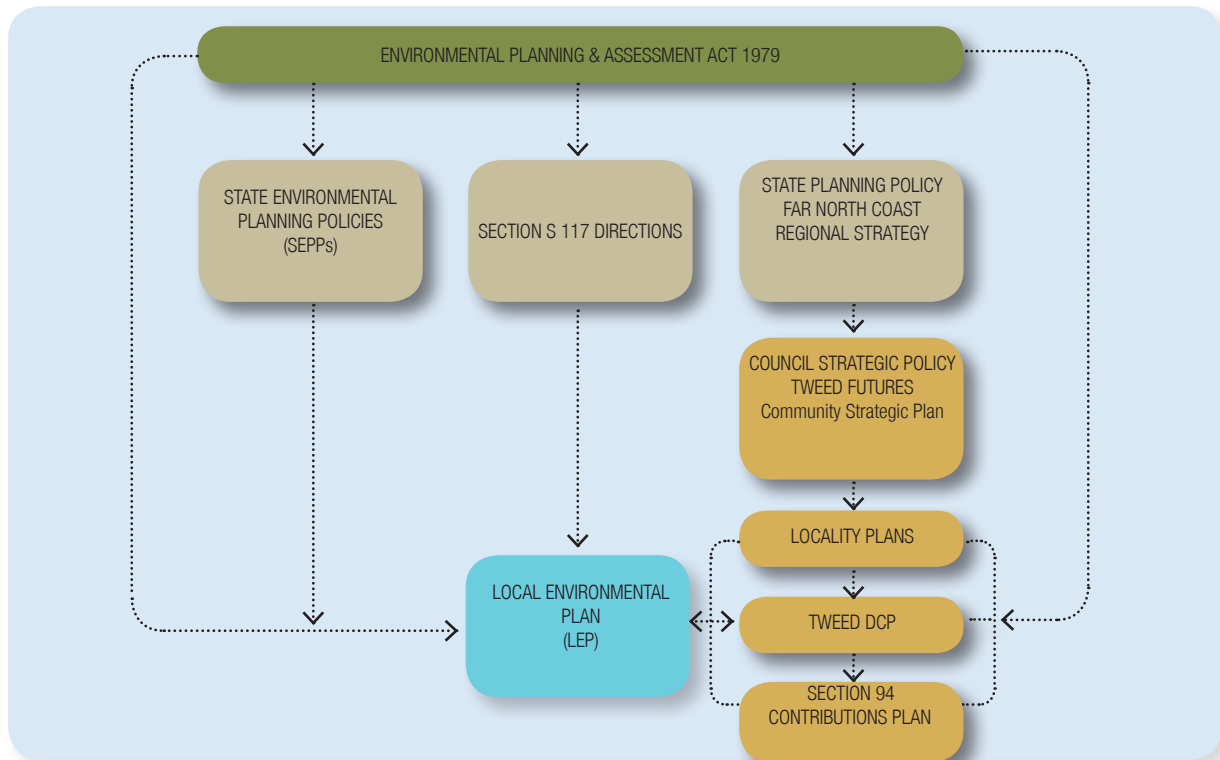 ENVIRONMENTAL PLANNING & ASSESSMENT ACT 1979
STATE ENVIRONMENTAL
PLANNING POLICIES
(SEPPs)
SECTION S 117 DIRECTIONS
STATE PLANNING POLICY
FAR NORTH COAST
REGIONAL STRATEGY
COUNCIL STRATEGIC POLICY
TWEED FUTURES
Community Strategic Plan
LOCALITY PLANS
LOCAL ENVIRONMENTAL
PLAN
(LEP)
TWEED DCP
SECTION 94
CONTRIBUTIONS PLAN